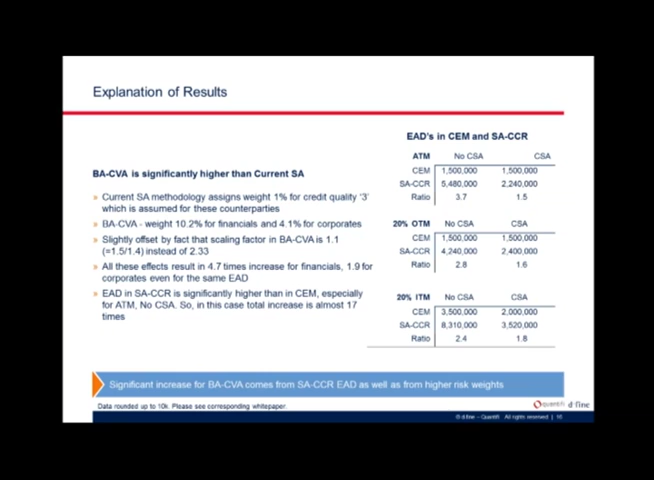 Explanation of Results
BA-CVA is significantly higher than Current SA
» Current SA methodology assigns weight 1% for credit quality '3'
which is assumed for these counterparties
» BA-CVA - weight 10.2% for financials and 4.1% for corporates
» Slightly offset by fact that scaling factor in BA-CVA is 1.1
(=1.5/1.4) instead of 2.33
» All these effects result in 4.7 times increase for financials, 1.9 for
corporates even for the same EAD
» EAD in SA-CCR is significantly higher than in CEM, especially
for ATM, No CSA. So, in this case total increase is almost 17
times
EAD's in CEM and SA-CCR
ATM No CSA CSA
CEM 1,500,000 1,500,000
SA-CCR 5,480,000 2,240,000
Ratio 3.7 1.5
20% OTM No CSA CSA
CEM 1,500,000 1,500,000
SA-CCR 4,240,000 2,400,000
Ratio 2.8 1.6
20% ITM No CSA CSA
CEM 3,500,000 2,000,000
SA-CCR 8,310,000 3,520,000
Ratio 2.4 1.8
Significant increase for BA-CVA comes from SA-CCR EAD as well as from higher risk weights
Data rounded up to 10k. Please see corresponding whitepaper.
quantifi d fine
© d fine – Quantifi All rights reserved | 16